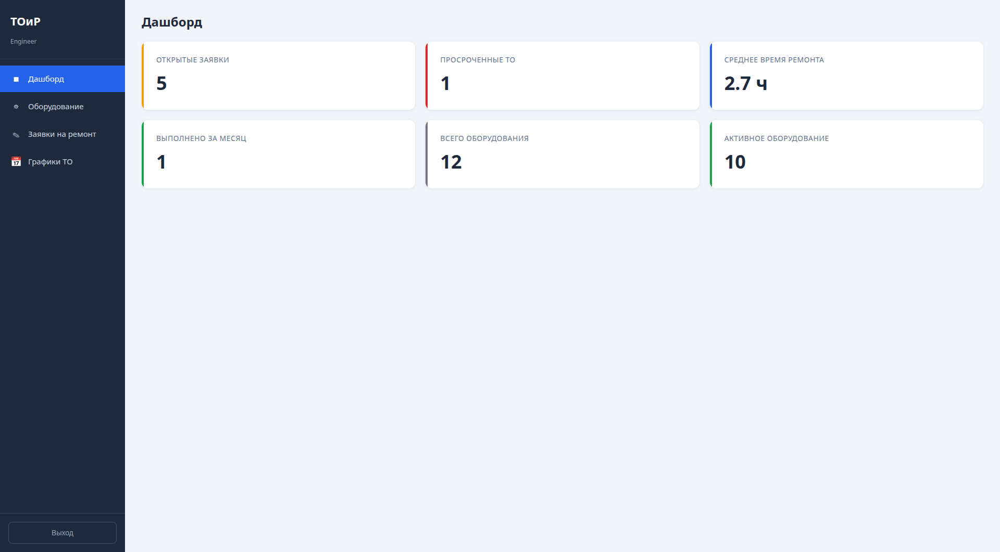 ТОиР
Engineer
Дашборд
Оборудование
Заявки на ремонт
Графики ТО
Выход
Дашборд
ОТКРЫТЫЕ ЗАЯВКИ
5
ПРОСРОЧЕННЫЕ ТО
1
СРЕДНЕЕ ВРЕМЯ РЕМОНТА
2.7 ч
ВЫПОЛНЕНО ЗА МЕСЯЦ
1
ВСЕГО ОБОРУДОВАНИЯ
12
АКТИВНОЕ ОБОРУДОВАНИЕ
10